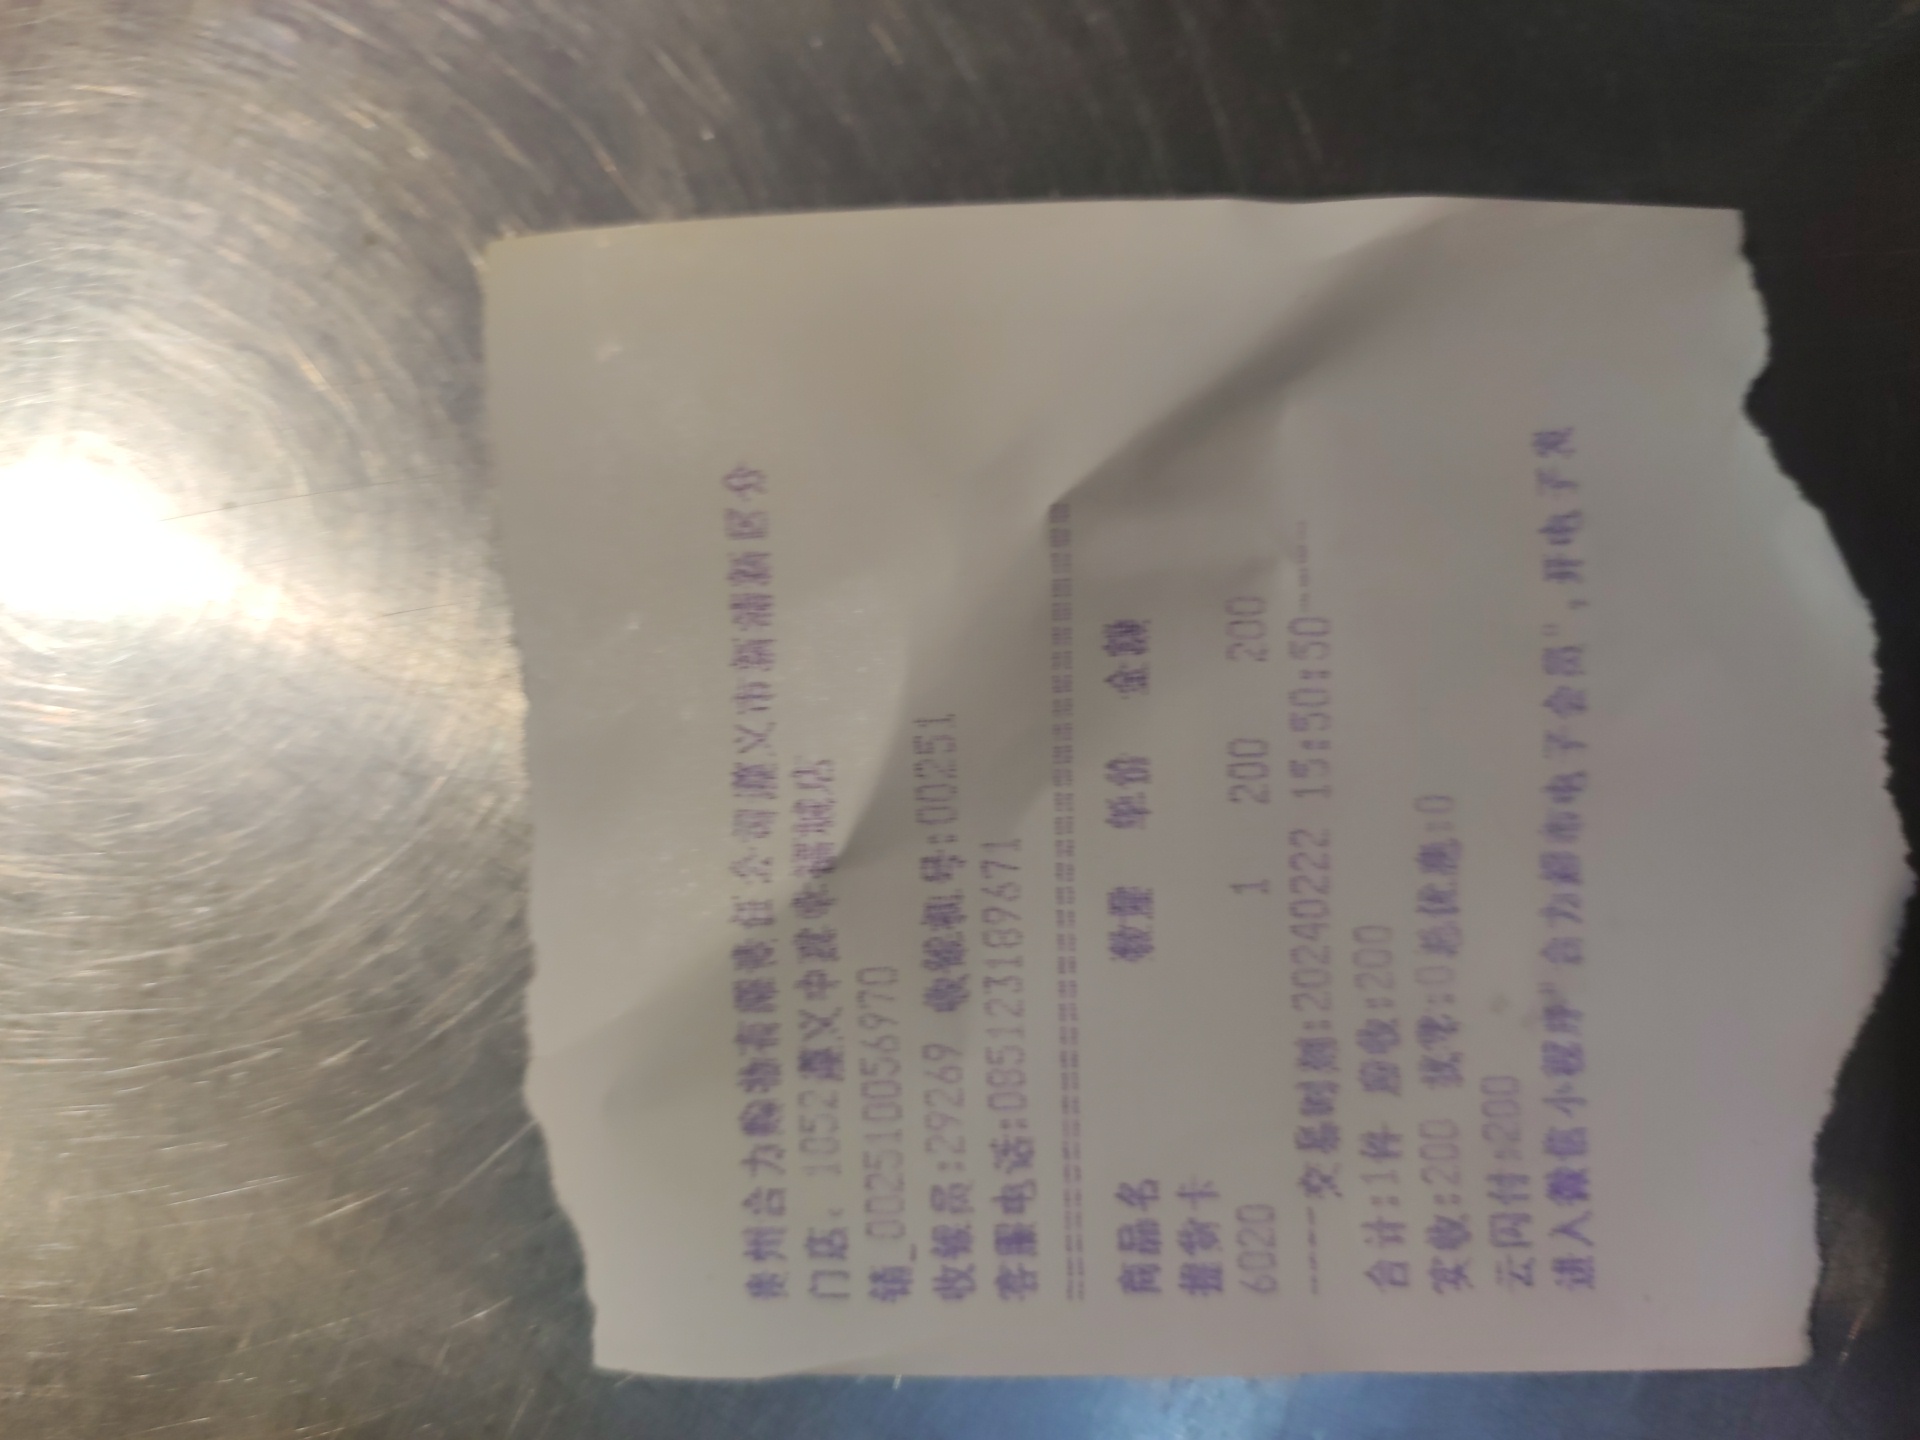 贵州合力购物有限责任公司遵义市新蒲新区分
门店: 1052遵义中建幸福城店
销_002510056970
收银员:29269 收银机号:00251
客服电话:085123189671
================================
商品名 数量 单价 金额
提货卡
6020 1 200 200
----交易时刻:20240222 15:50:50----
合计:1件 应收:200
实收:200 找零:0总优惠:0
云闪付:200
进入微信小程序"合力超市电子会员",开电子发